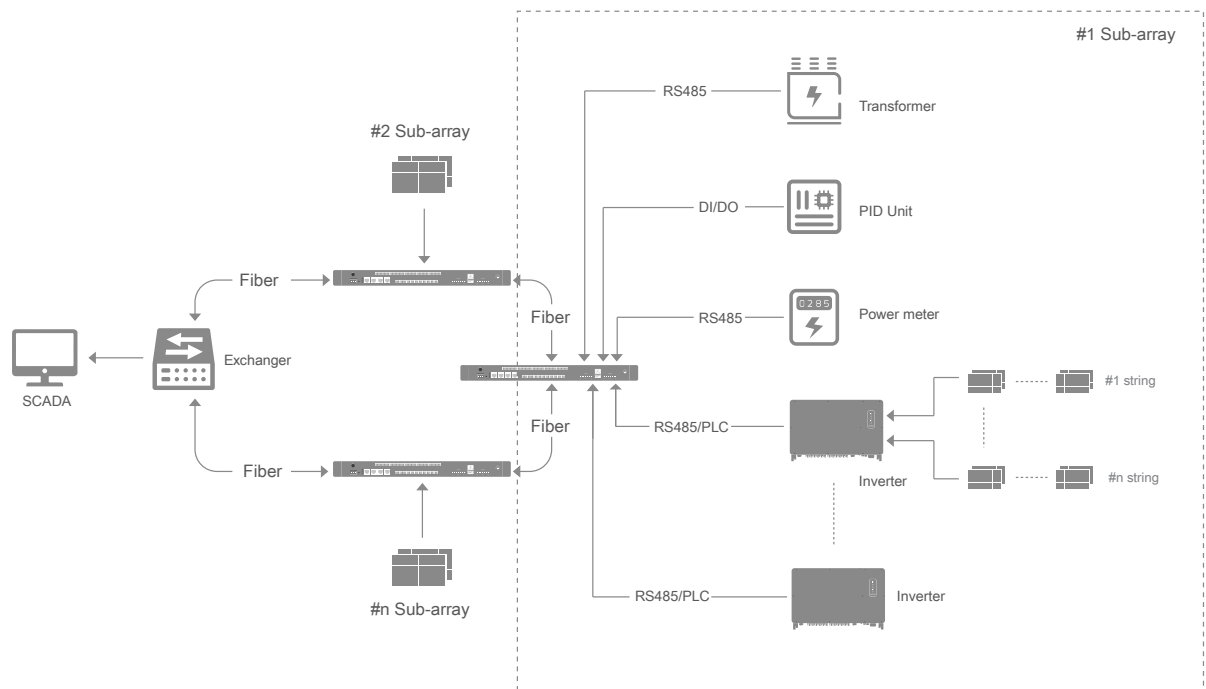 #1 Sub-array
RS485
Transformer
#2 Sub-array
DI/DO
PID Unit
Fiber
Fiber
RS485
0285
Power meter
Exchanger
SCADA
#1 string
Fiber
RS485/PLC
Fiber
Inverter
#n string
#n Sub-array
RS485/PLC
Inverter